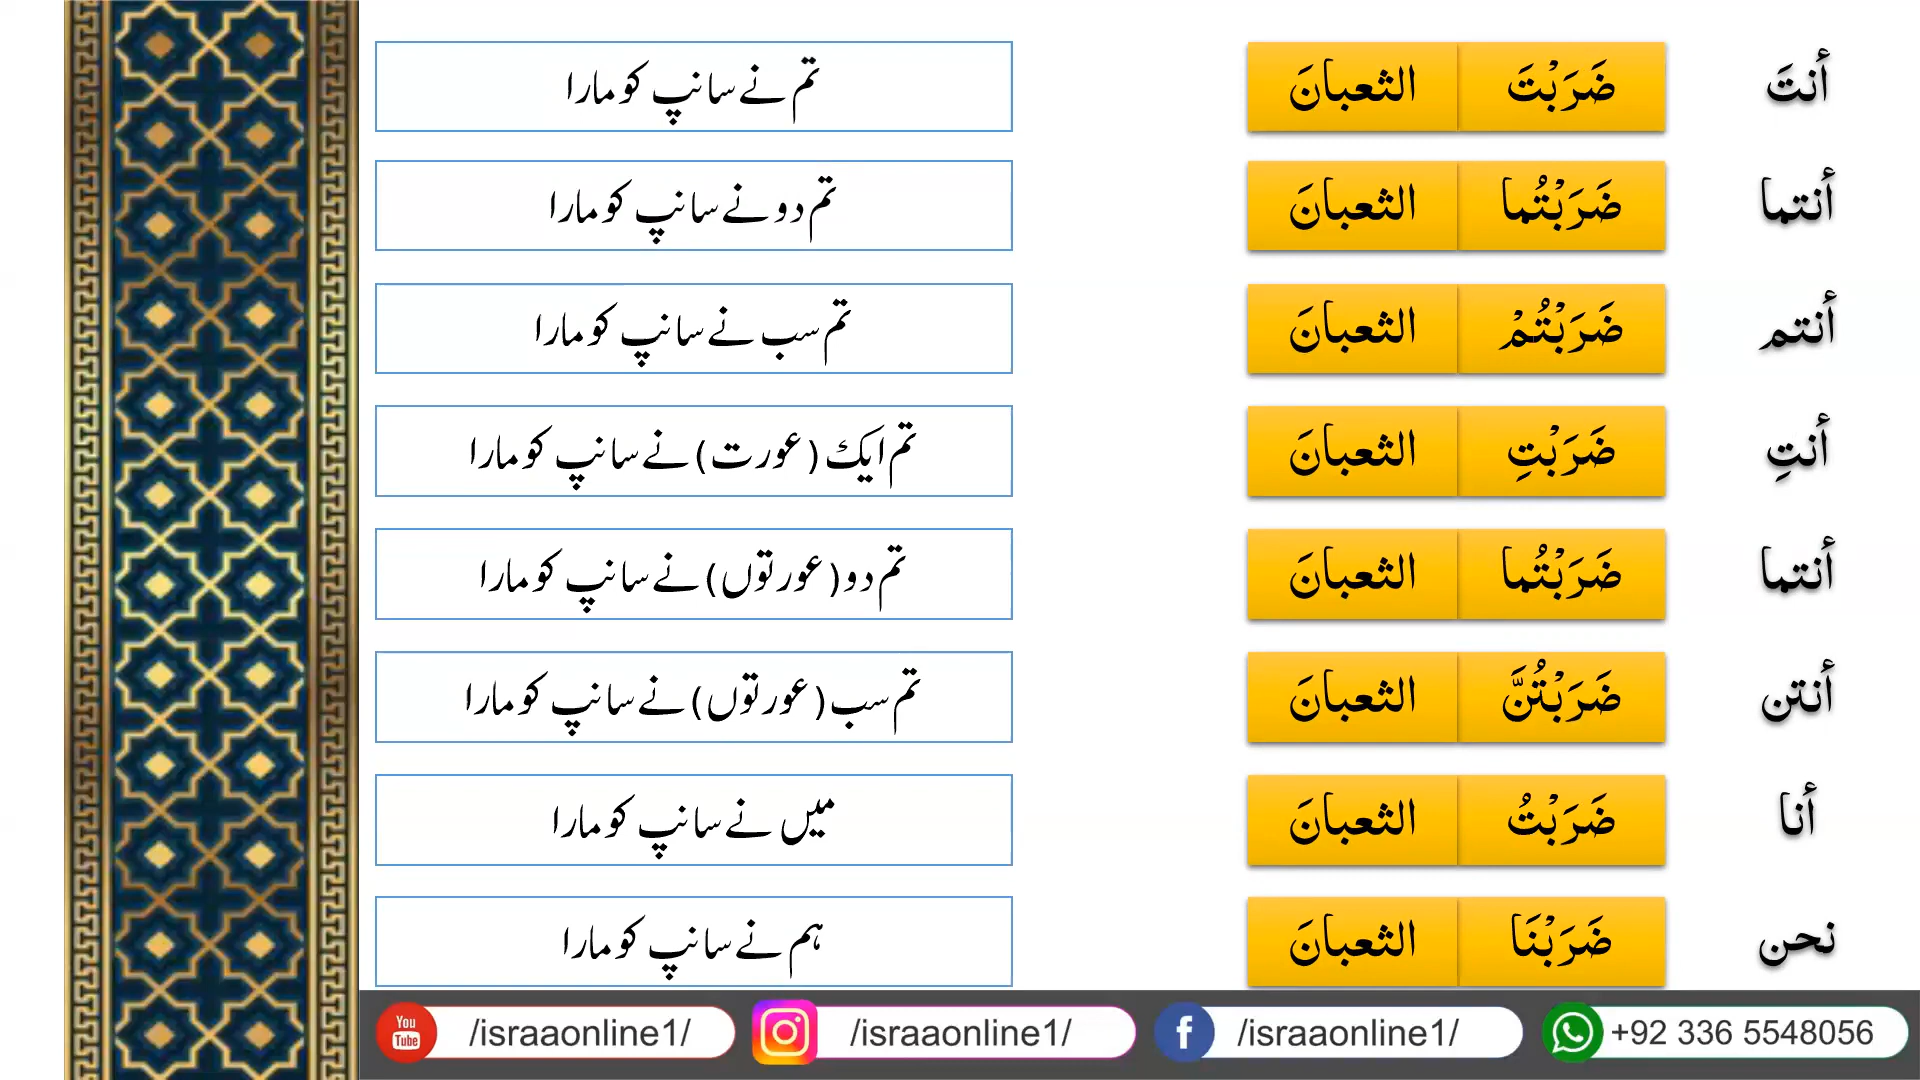 أنتَ ضَرَبْتَ الثعبانَ تم نے سانپ کو مارا
أنتما ضَرَبْتُما الثعبانَ تم دو نے سانپ کو مارا
أنتم ضَرَبْتُمْ الثعبانَ تم سب نے سانپ کو مارا
أنتِ ضَرَبْتِ الثعبانَ تم ایک (عورت) نے سانپ کو مارا
أنتما ضَرَبْتُما الثعبانَ تم دو (عورتوں) نے سانپ کو مارا
أنتن ضَرَبْتُنَّ الثعبانَ تم سب (عورتوں) نے سانپ کو مارا
أنا ضَرَبْتُ الثعبانَ میں نے سانپ کو مارا
نحن ضَرَبْنَا الثعبانَ ہم نے سانپ کو مارا
You Tube /israaonline1/ /israaonline1/ /israaonline1/ +92 336 5548056